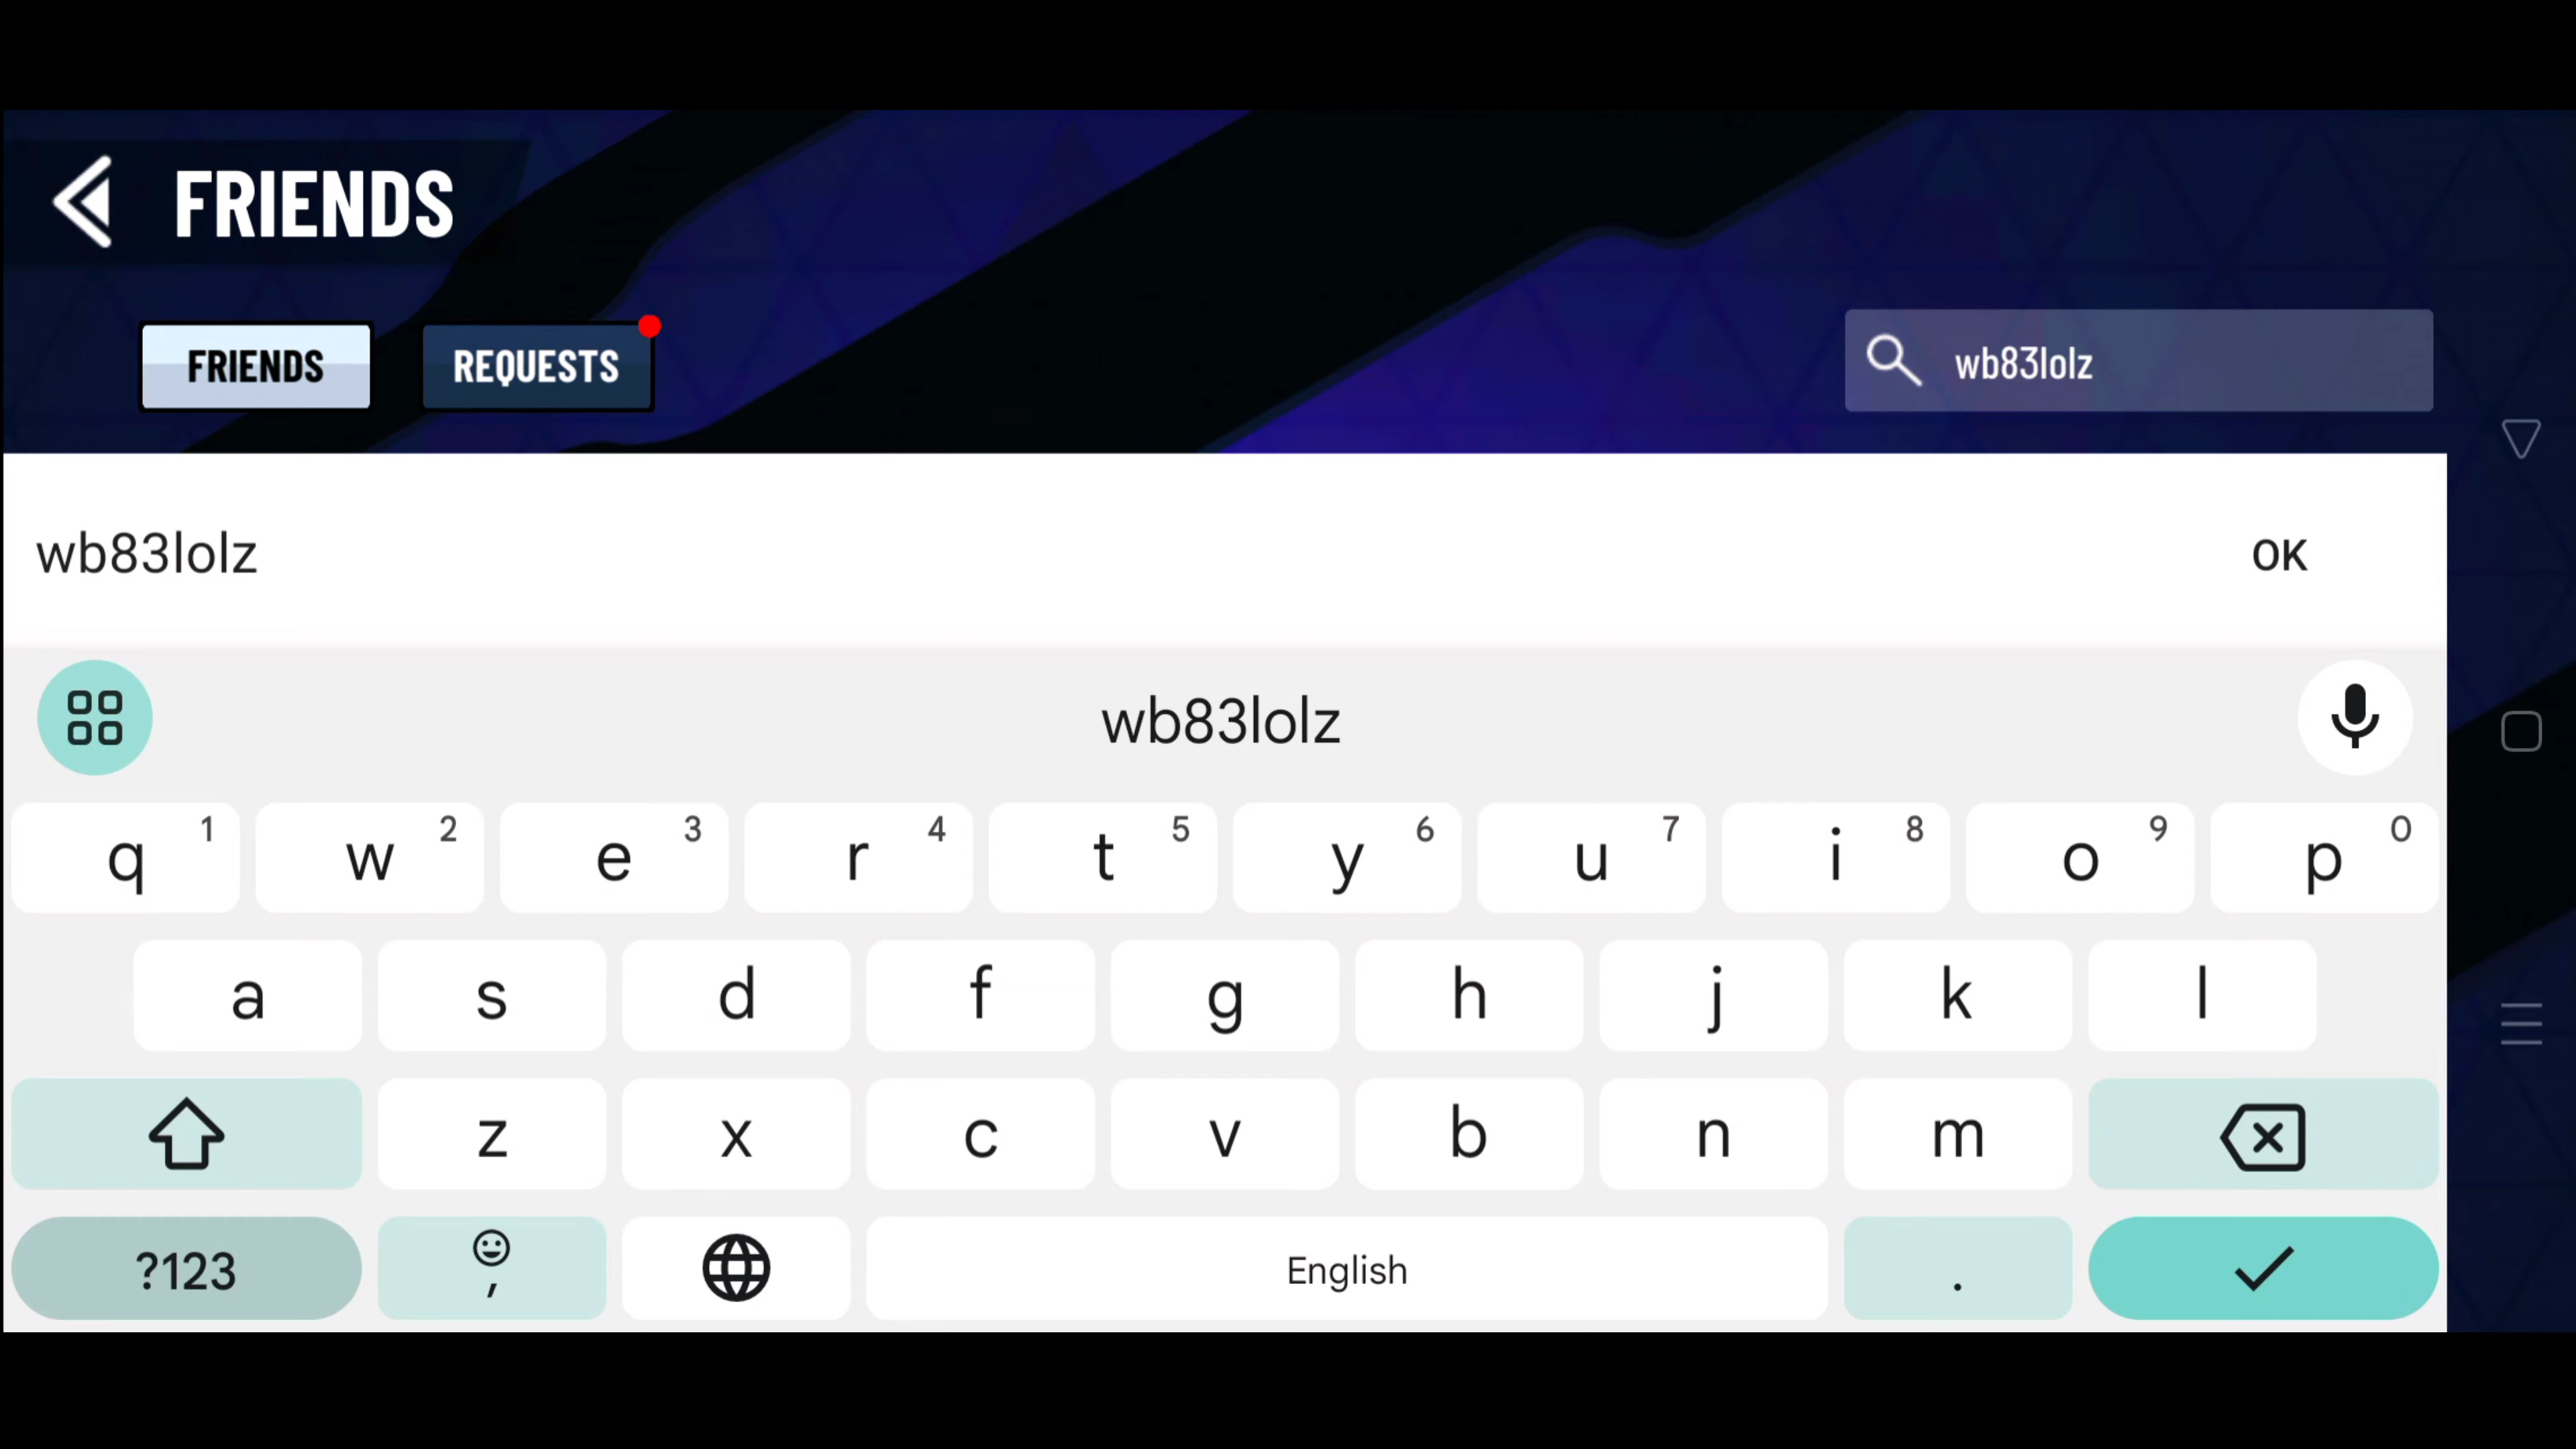 FRIENDS
FRIENDS REQUESTS wb83lolz
wb83lolz OK
wb83lolz
q 1 w 2 e 3 r 4 t 5 y 6 u 7 i 8 o 9 p 0
a s d f g h j k l
z x c v b n m
?123 , English .